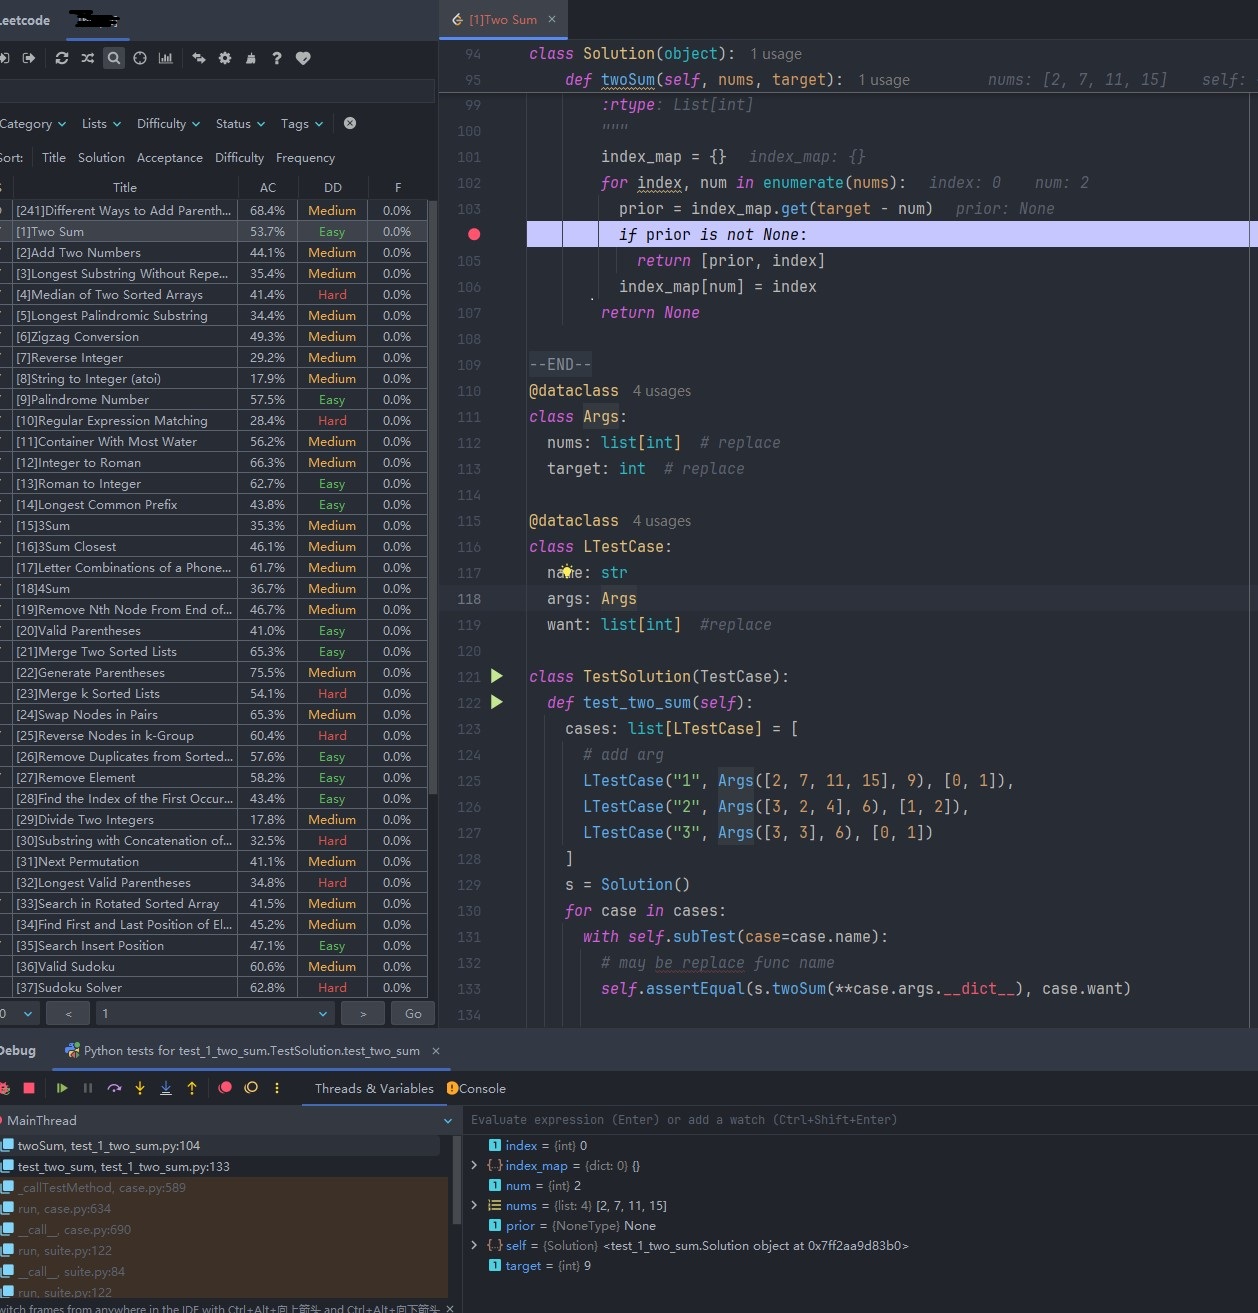 Leetcode
Category Lists Difficulty Status Tags
Sort: Title Solution Acceptance Difficulty Frequency
Title AC DD F
[241]Different Ways to Add Parenth... 68.4% Medium 0.0%
[1]Two Sum 53.7% Easy 0.0%
[2]Add Two Numbers 44.1% Medium 0.0%
[3]Longest Substring Without Repe... 35.4% Medium 0.0%
[4]Median of Two Sorted Arrays 41.4% Hard 0.0%
[5]Longest Palindromic Substring 34.4% Medium 0.0%
[6]Zigzag Conversion 49.3% Medium 0.0%
[7]Reverse Integer 29.2% Medium 0.0%
[8]String to Integer (atoi) 17.9% Medium 0.0%
[9]Palindrome Number 57.5% Easy 0.0%
[10]Regular Expression Matching 28.4% Hard 0.0%
[11]Container With Most Water 56.2% Medium 0.0%
[12]Integer to Roman 66.3% Medium 0.0%
[13]Roman to Integer 62.7% Easy 0.0%
[14]Longest Common Prefix 43.8% Easy 0.0%
[15]3Sum 35.3% Medium 0.0%
[16]3Sum Closest 46.1% Medium 0.0%
[17]Letter Combinations of a Phone... 61.7% Medium 0.0%
[18]4Sum 36.7% Medium 0.0%
[19]Remove Nth Node From End of... 46.7% Medium 0.0%
[20]Valid Parentheses 41.0% Easy 0.0%
[21]Merge Two Sorted Lists 65.3% Easy 0.0%
[22]Generate Parentheses 75.5% Medium 0.0%
[23]Merge k Sorted Lists 54.1% Hard 0.0%
[24]Swap Nodes in Pairs 65.3% Medium 0.0%
[25]Reverse Nodes in k-Group 60.4% Hard 0.0%
[26]Remove Duplicates from Sorted... 57.6% Easy 0.0%
[27]Remove Element 58.2% Easy 0.0%
[28]Find the Index of the First Occur... 43.4% Easy 0.0%
[29]Divide Two Integers 17.8% Medium 0.0%
[30]Substring with Concatenation of... 32.5% Hard 0.0%
[31]Next Permutation 41.1% Medium 0.0%
[32]Longest Valid Parentheses 34.8% Hard 0.0%
[33]Search in Rotated Sorted Array 41.5% Medium 0.0%
[34]Find First and Last Position of El... 45.2% Medium 0.0%
[35]Search Insert Position 47.1% Easy 0.0%
[36]Valid Sudoku 60.6% Medium 0.0%
[37]Sudoku Solver 62.8% Hard 0.0%
0 < 1 > Go
[1]Two Sum ×
94 class Solution(object): 1 usage
95 def twoSum(self, nums, target): 1 usage nums: [2, 7, 11, 15] self:
99 :rtype: List[int]
100 """
101 index_map = {} index_map: {}
102 for index, num in enumerate(nums): index: 0 num: 2
103 prior = index_map.get(target - num) prior: None
if prior is not None:
105 return [prior, index]
106 index_map[num] = index
107 return None
108
109 --END--
110 @dataclass 4 usages
111 class Args:
112 nums: list[int] # replace
113 target: int # replace
114
115 @dataclass 4 usages
116 class LTestCase:
117 name: str
118 args: Args
119 want: list[int] #replace
120
121 class TestSolution(TestCase):
122 def test_two_sum(self):
123 cases: list[LTestCase] = [
124 # add arg
125 LTestCase("1", Args([2, 7, 11, 15], 9), [0, 1]),
126 LTestCase("2", Args([3, 2, 4], 6), [1, 2]),
127 LTestCase("3", Args([3, 3], 6), [0, 1])
128 ]
129 s = Solution()
130 for case in cases:
131 with self.subTest(case=case.name):
132 # may be replace func name
133 self.assertEqual(s.twoSum(**case.args.__dict__), case.want)
134
Debug Python tests for test_1_two_sum.TestSolution.test_two_sum ×
Threads & Variables Console
MainThread
twoSum, test_1_two_sum.py:104
test_two_sum, test_1_two_sum.py:133
_callTestMethod, case.py:589
run, case.py:634
__call__, case.py:690
run, suite.py:122
__call__, suite.py:84
run, suite.py:122
witch frames from anywhere in the IDE with Ctrl+Alt+向上箭头 and Ctrl+Alt+向下箭头 ×
Evaluate expression (Enter) or add a watch (Ctrl+Shift+Enter)
index = {int} 0
index_map = {dict: 0} {}
num = {int} 2
nums = {list: 4} [2, 7, 11, 15]
prior = {NoneType} None
self = {Solution} <test_1_two_sum.Solution object at 0x7ff2aa9d83b0>
target = {int} 9